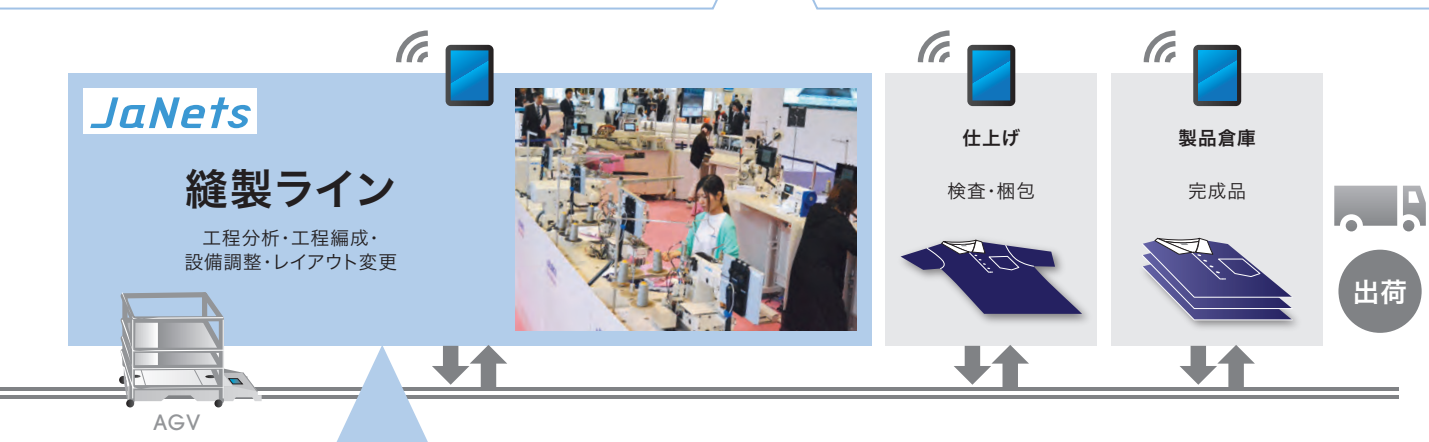 JaNets
縫製ライン
工程分析・工程編成・
設備調整・レイアウト変更
仕上げ
検査・梱包
製品倉庫
完成品
出荷
AGV